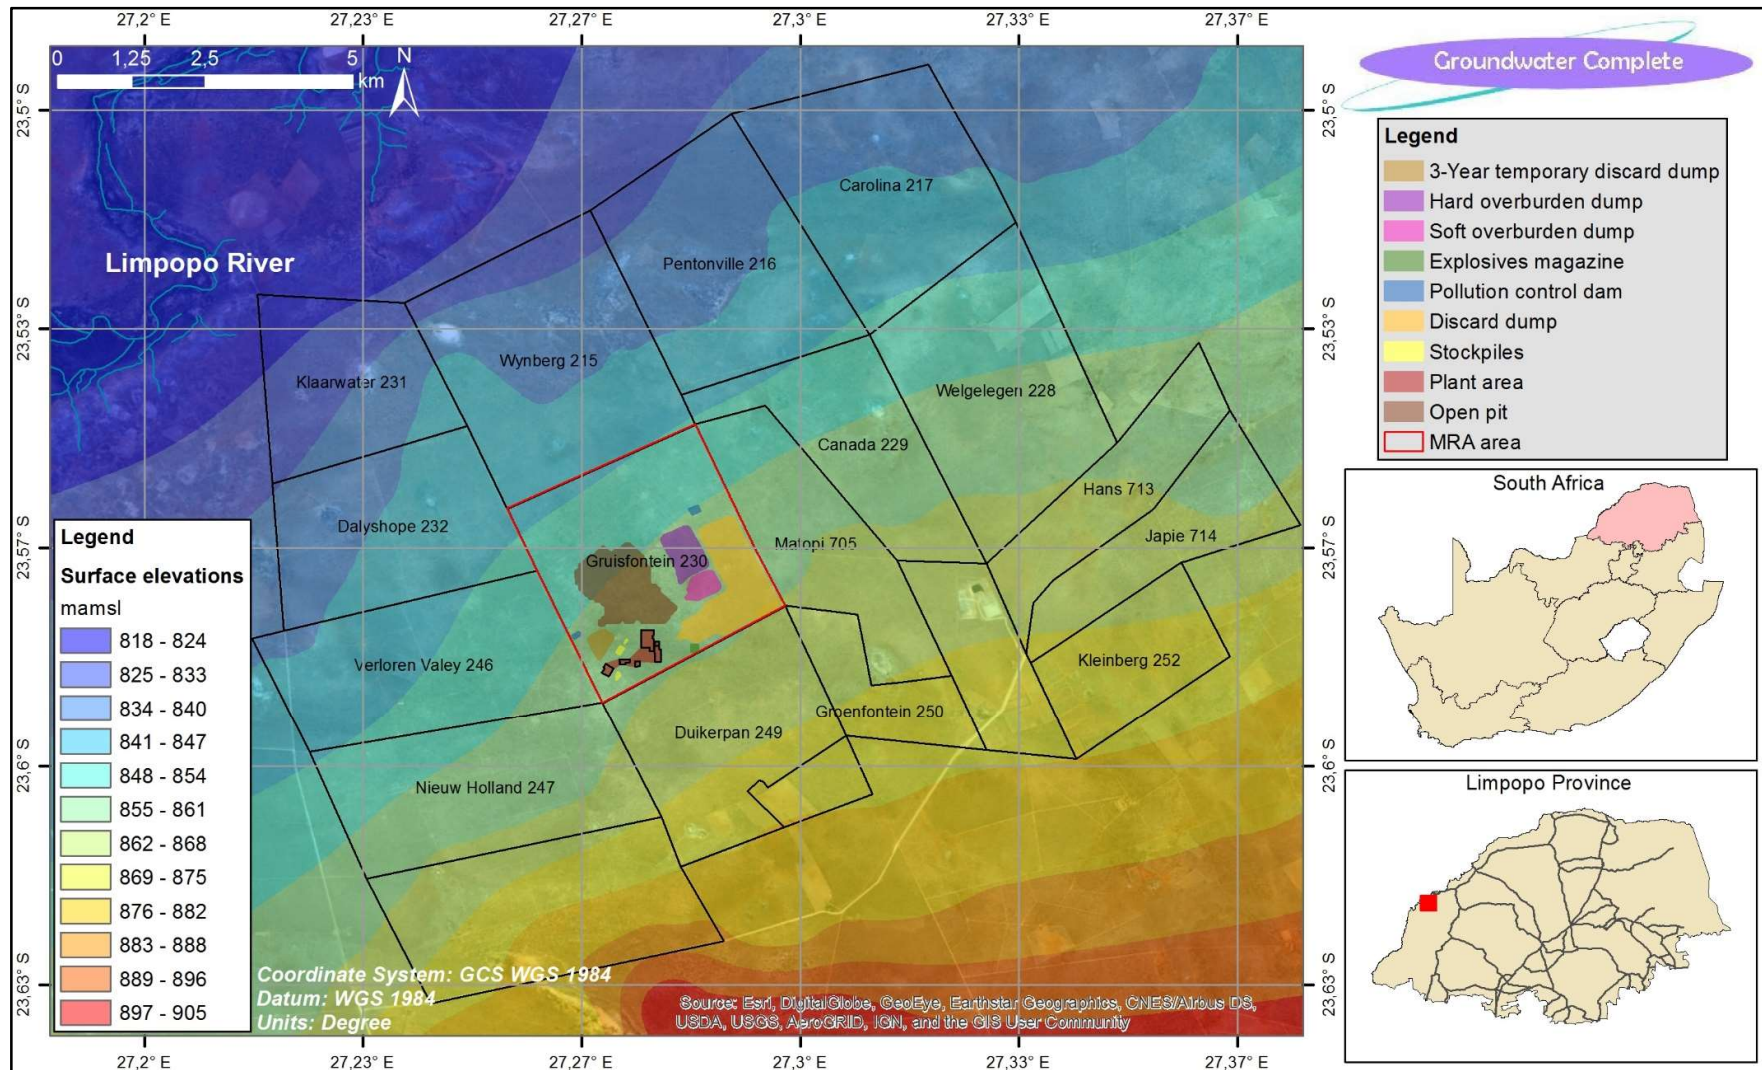 27,2° E 27,23° E 27,27° E 27,3° E 27,33° E 27,37° E
0 1,25 2,5 5
km
N
23,5° S
23,53° S
23,57° S
23,6° S
23,63° S
Limpopo River
Carolina 217
Pentonville 216
Wynberg 215
Klaarwater 231
Welgelegen 228
Canada 229
Hans 713
Dalyshope 232
Matopi 705
Japie 714
Gruisfontein 230
Verloren Valey 246
Kleinberg 252
Groenfontein 250
Duikerpan 249
Nieuw Holland 247
Legend
Surface elevations
mamsl
818 - 824
825 - 833
834 - 840
841 - 847
848 - 854
855 - 861
862 - 868
869 - 875
876 - 882
883 - 888
889 - 896
897 - 905
Coordinate System: GCS WGS 1984
Datum: WGS 1984
Units: Degree
Source: Esri, DigitalGlobe, GeoEye, Earthstar Geographics, CNES/Airbus DS,
USDA, USGS, AeroGRID, IGN, and the GIS User Community
23,5° S
23,53° S
23,57° S
23,6° S
23,63° S
27,2° E 27,23° E 27,27° E 27,3° E 27,33° E 27,37° E
Groundwater Complete
Legend
3-Year temporary discard dump
Hard overburden dump
Soft overburden dump
Explosives magazine
Pollution control dam
Discard dump
Stockpiles
Plant area
Open pit
MRA area
South Africa
Limpopo Province